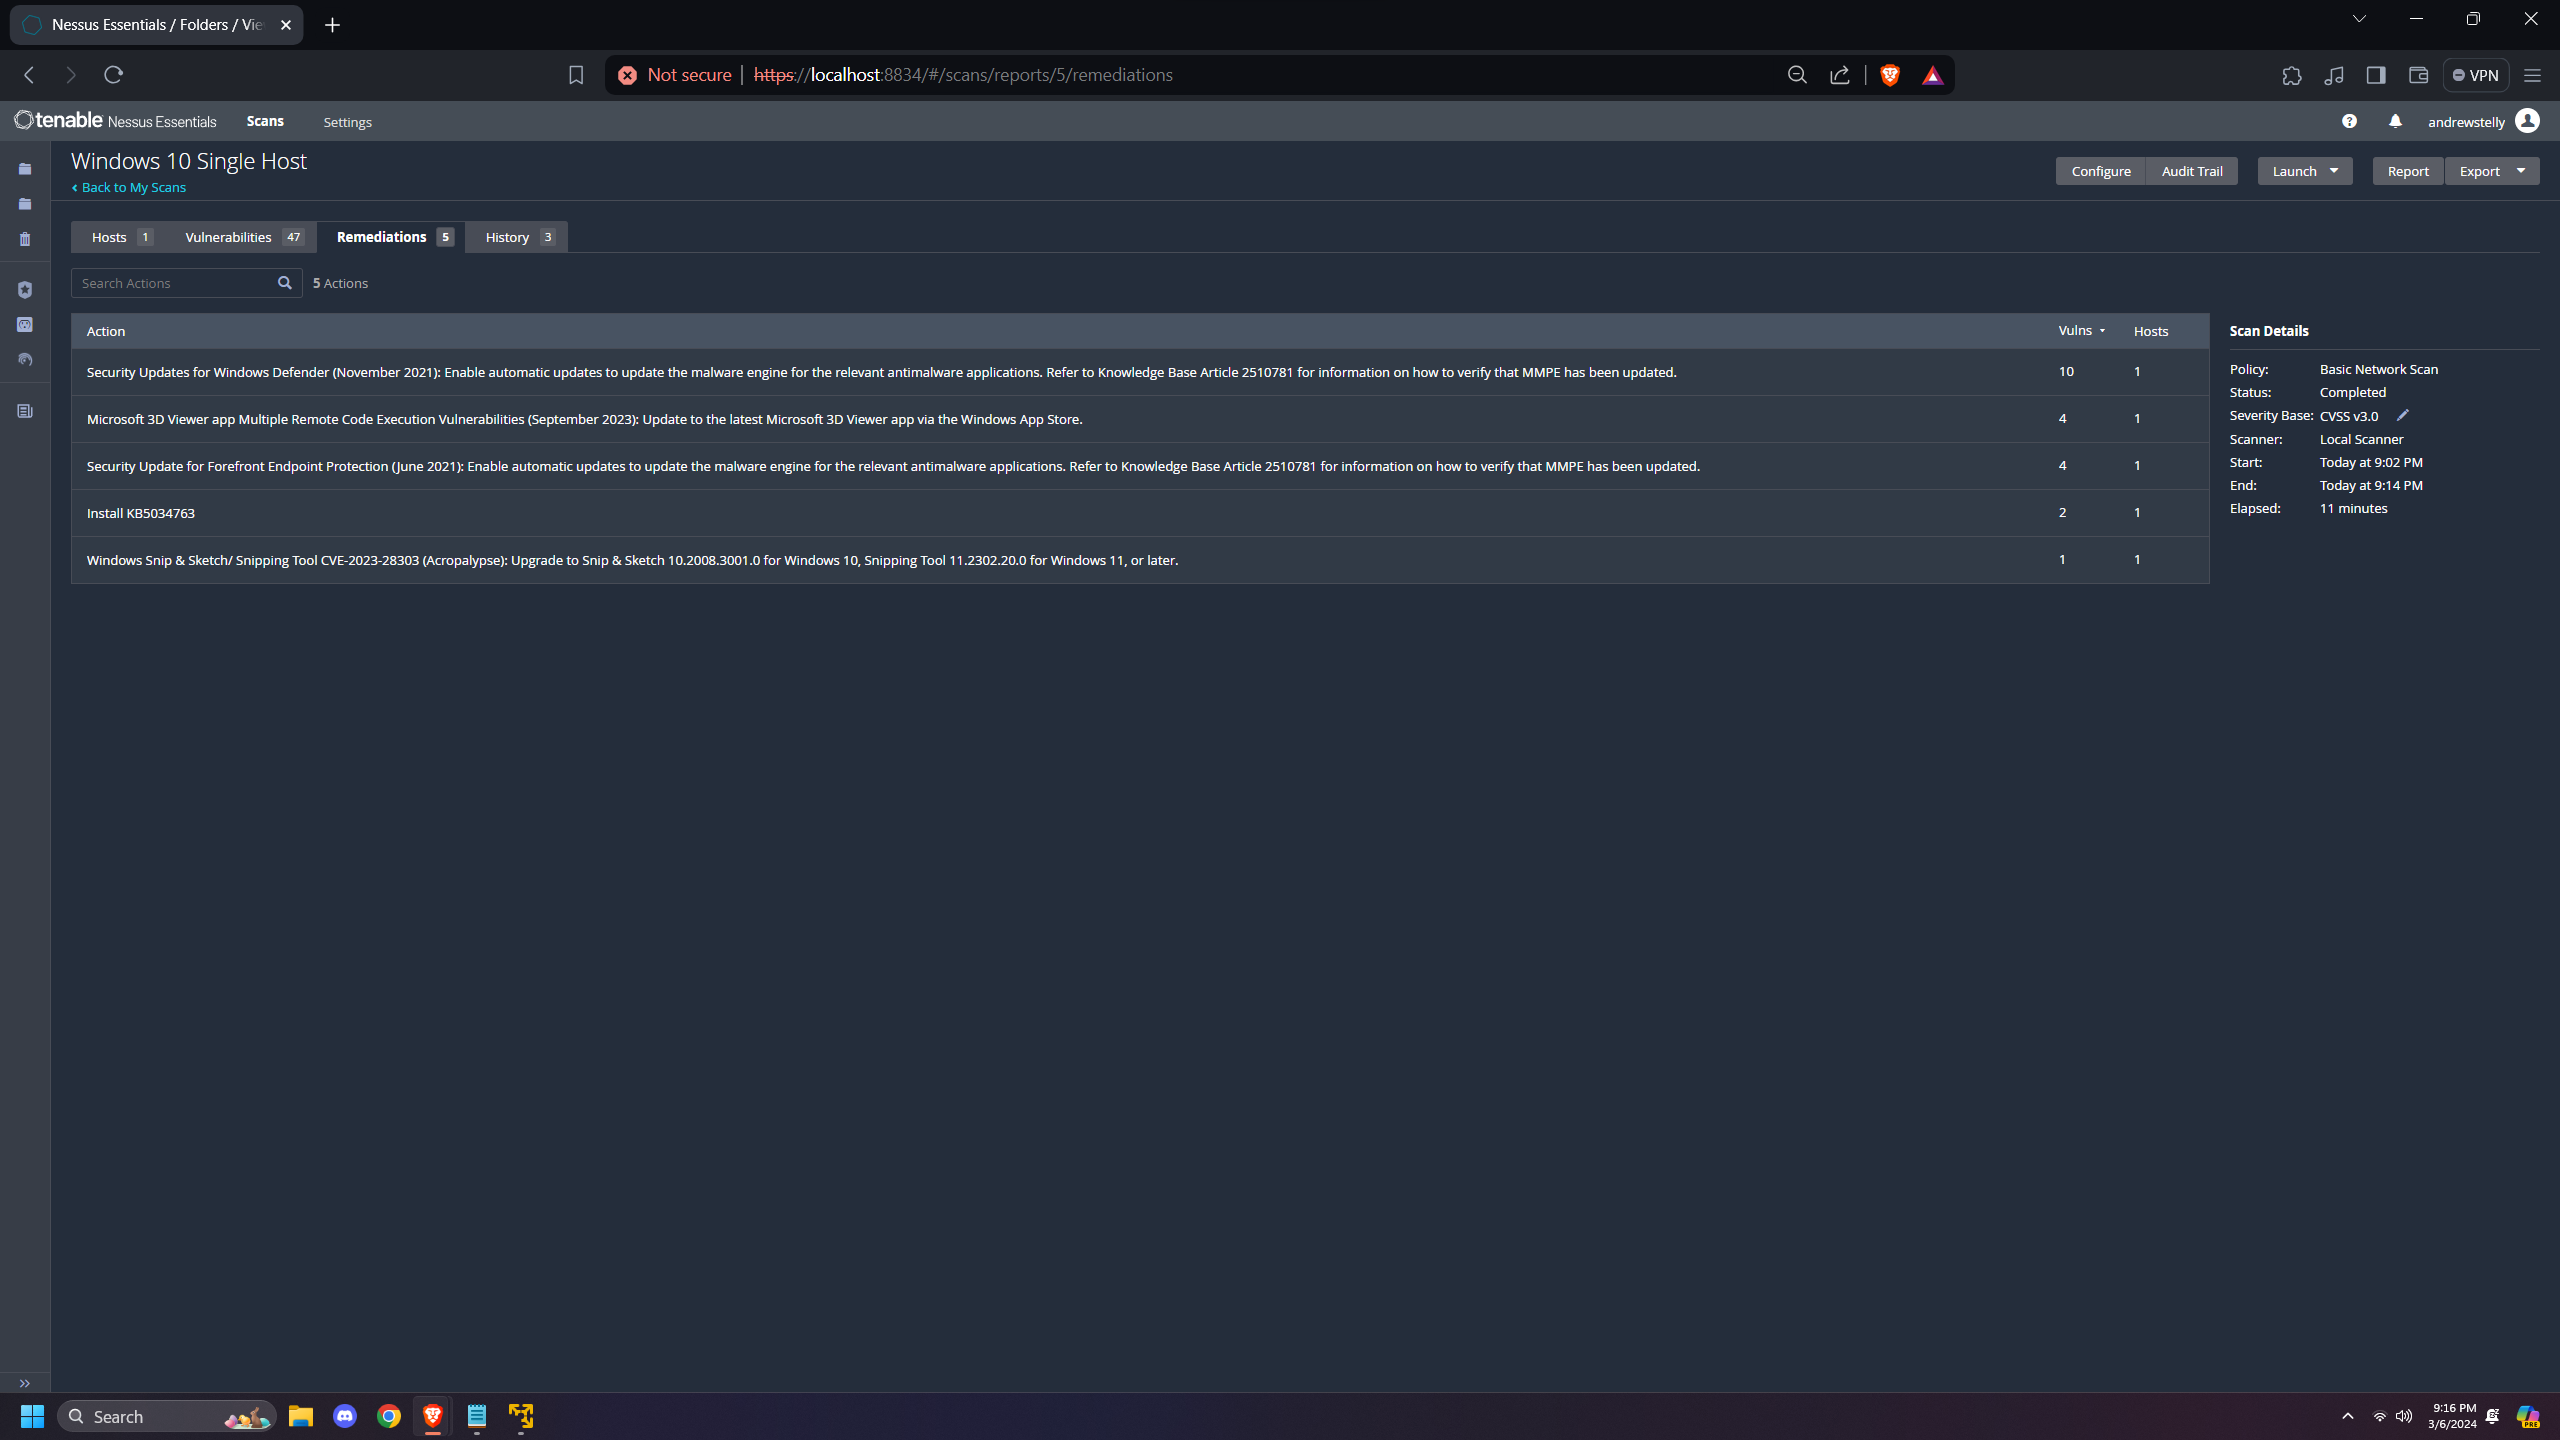 Nessus Essentials / Folders / Vie
Not secure
https://localhost:8834/#/scans/reports/5/remediations
VPN
tenable Nessus Essentials
Scans
Settings
andrewstelly
Windows 10 Single Host
Back to My Scans
Configure
Audit Trail
Launch
Report
Export
Hosts 1
Vulnerabilities 47
Remediations 5
History 3
Search Actions
5 Actions
Action Vulns Hosts
Security Updates for Windows Defender (November 2021): Enable automatic updates to update the malware engine for the relevant antimalware applications. Refer to Knowledge Base Article 2510781 for information on how to verify that MMPE has been updated. 10 1
Microsoft 3D Viewer app Multiple Remote Code Execution Vulnerabilities (September 2023): Update to the latest Microsoft 3D Viewer app via the Windows App Store. 4 1
Security Update for Forefront Endpoint Protection (June 2021): Enable automatic updates to update the malware engine for the relevant antimalware applications. Refer to Knowledge Base Article 2510781 for information on how to verify that MMPE has been updated. 4 1
Install KB5034763 2 1
Windows Snip & Sketch/ Snipping Tool CVE-2023-28303 (Acropalypse): Upgrade to Snip & Sketch 10.2008.3001.0 for Windows 10, Snipping Tool 11.2302.20.0 for Windows 11, or later. 1 1
Scan Details
Policy: Basic Network Scan
Status: Completed
Severity Base: CVSS v3.0
Scanner: Local Scanner
Start: Today at 9:02 PM
End: Today at 9:14 PM
Elapsed: 11 minutes
Search
9:16 PM
3/6/2024
PRE